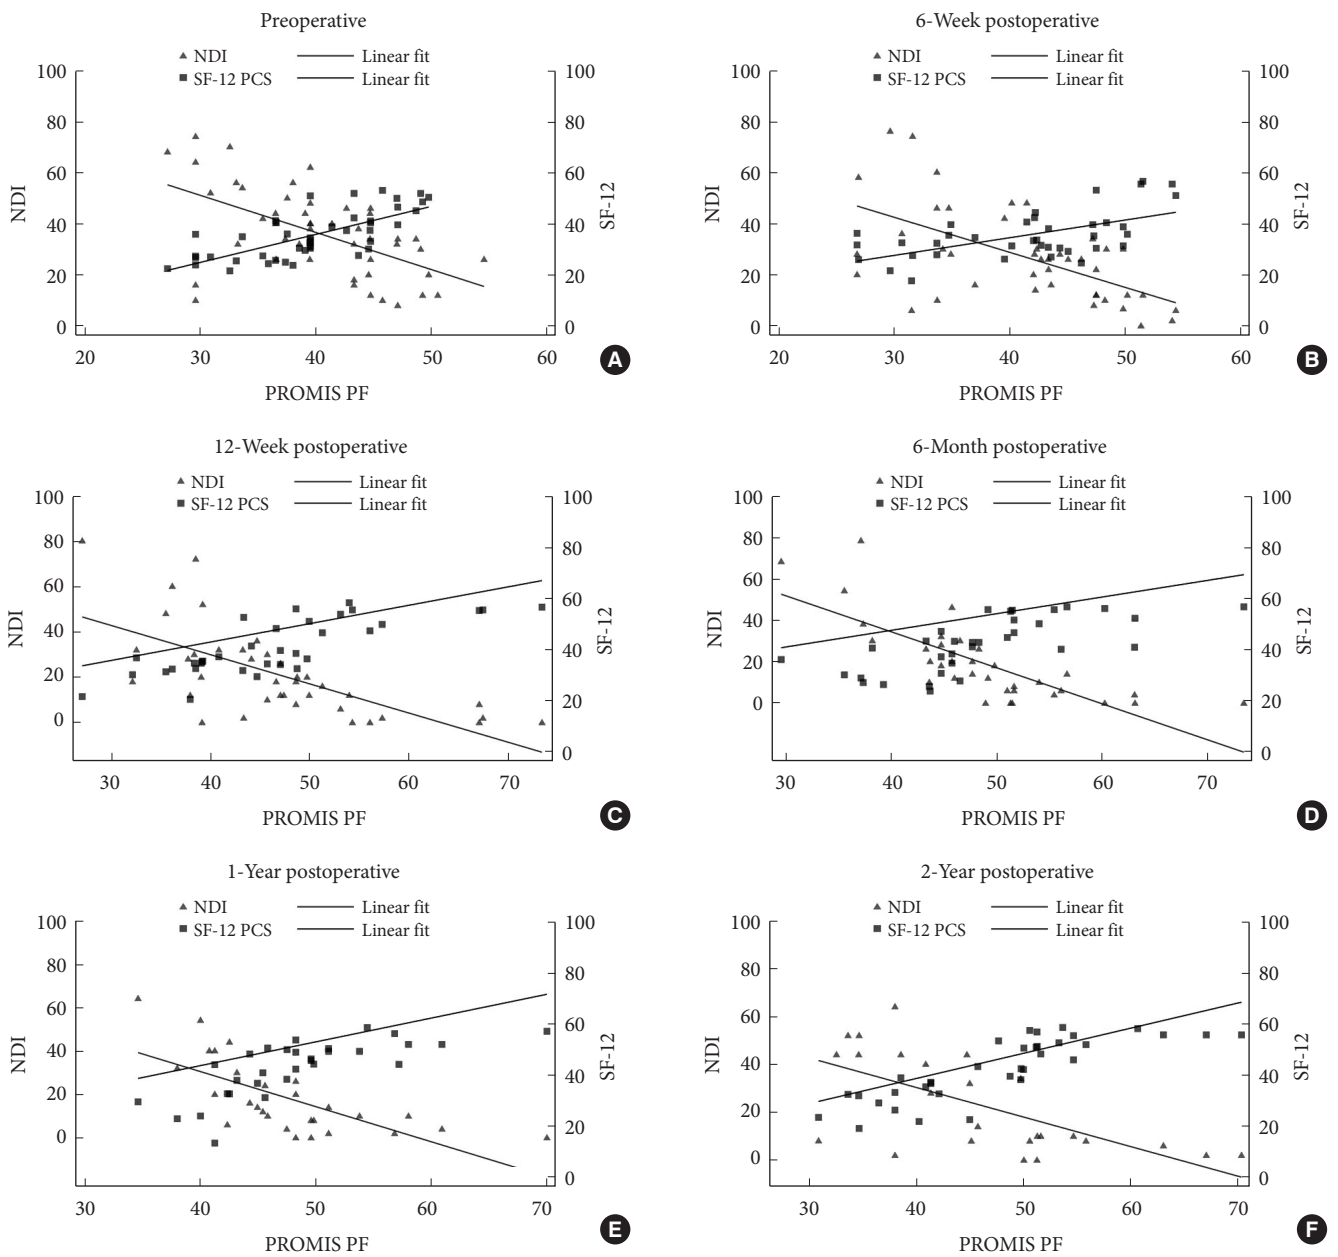 Preoperative
NDI Linear fit
SF-12 PCS Linear fit
100 100
80 80
60 60
40 40
20 20
0 0
NDI
SF-12
20 30 40 50 60
PROMIS PF
A
6-Week postoperative
NDI Linear fit
SF-12 PCS Linear fit
100 100
80 80
60 60
40 40
20 20
0 0
NDI
SF-12
20 30 40 50 60
PROMIS PF
B
12-Week postoperative
NDI Linear fit
SF-12 PCS Linear fit
100 100
80 80
60 60
40 40
20 20
0 0
NDI
SF-12
30 40 50 60 70
PROMIS PF
C
6-Month postoperative
NDI Linear fit
SF-12 PCS Linear fit
100 100
80 80
60 60
40 40
20 20
0 0
NDI
SF-12
30 40 50 60 70
PROMIS PF
D
1-Year postoperative
NDI Linear fit
SF-12 PCS Linear fit
100 100
80 80
60 60
40 40
20 20
0 0
NDI
SF-12
30 40 50 60 70
PROMIS PF
E
2-Year postoperative
NDI Linear fit
SF-12 PCS Linear fit
100 100
80 80
60 60
40 40
20 20
0 0
NDI
SF-12
30 40 50 60 70
PROMIS PF
F